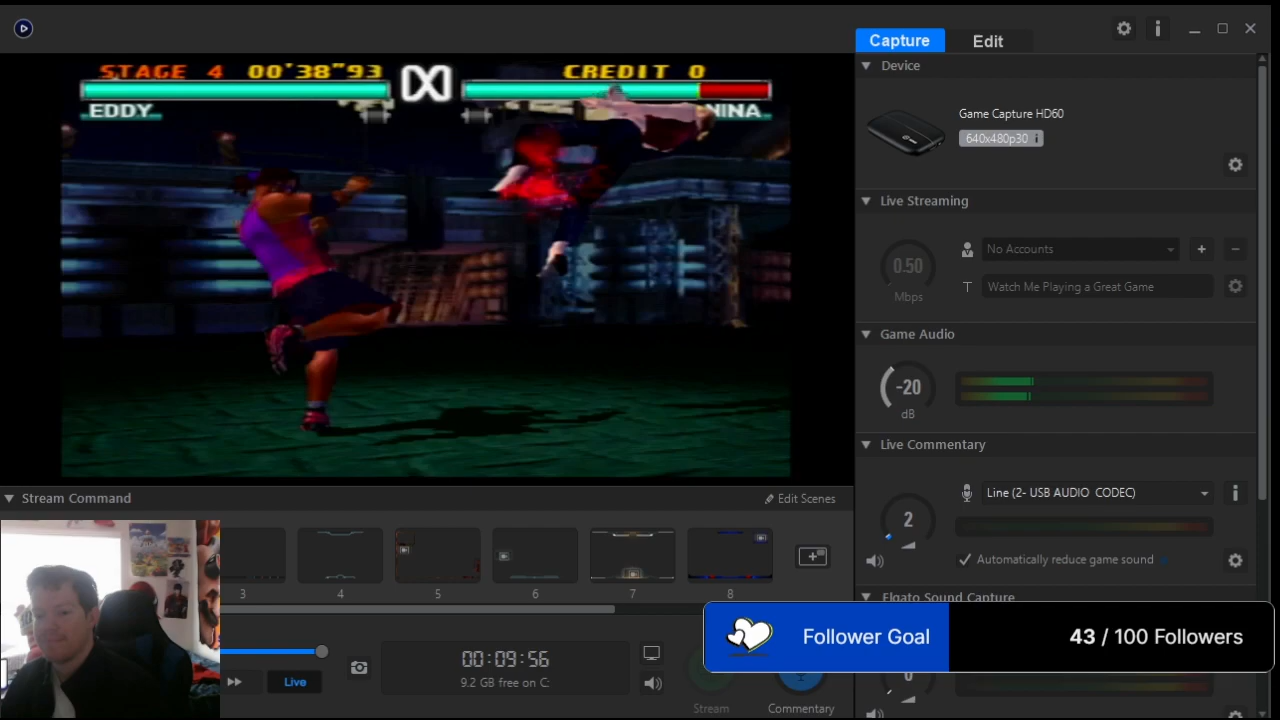 Capture
Edit
STAGE 4 00'38"93
CREDIT 0
EDDY
NINA
Device
Game Capture HD60
640x480p30
Live Streaming
No Accounts
0.50
Mbps
T Watch Me Playing a Great Game
Game Audio
-20
dB
Live Commentary
Line (2- USB AUDIO CODEC)
2
Automatically reduce game sound
Elgato Sound Capture
Stream Command
Edit Scenes
3
4
5
6
7
8
Follower Goal
43 / 100 Followers
Live
00:09:56
9.2 GB free on C:
Stream
Commentary